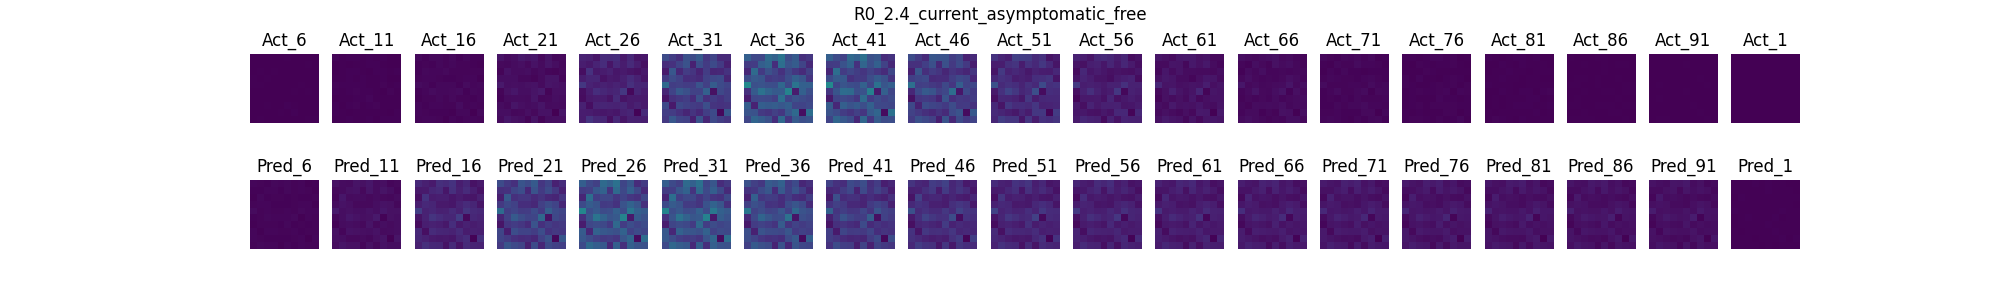 R0_2.4_current_asymptomatic_free
Act_6 Act_11 Act_16 Act_21 Act_26 Act_31 Act_36 Act_41 Act_46 Act_51 Act_56 Act_61 Act_66 Act_71 Act_76 Act_81 Act_86 Act_91 Act_1
Pred_6 Pred_11 Pred_16 Pred_21 Pred_26 Pred_31 Pred_36 Pred_41 Pred_46 Pred_51 Pred_56 Pred_61 Pred_66 Pred_71 Pred_76 Pred_81 Pred_86 Pred_91 Pred_1